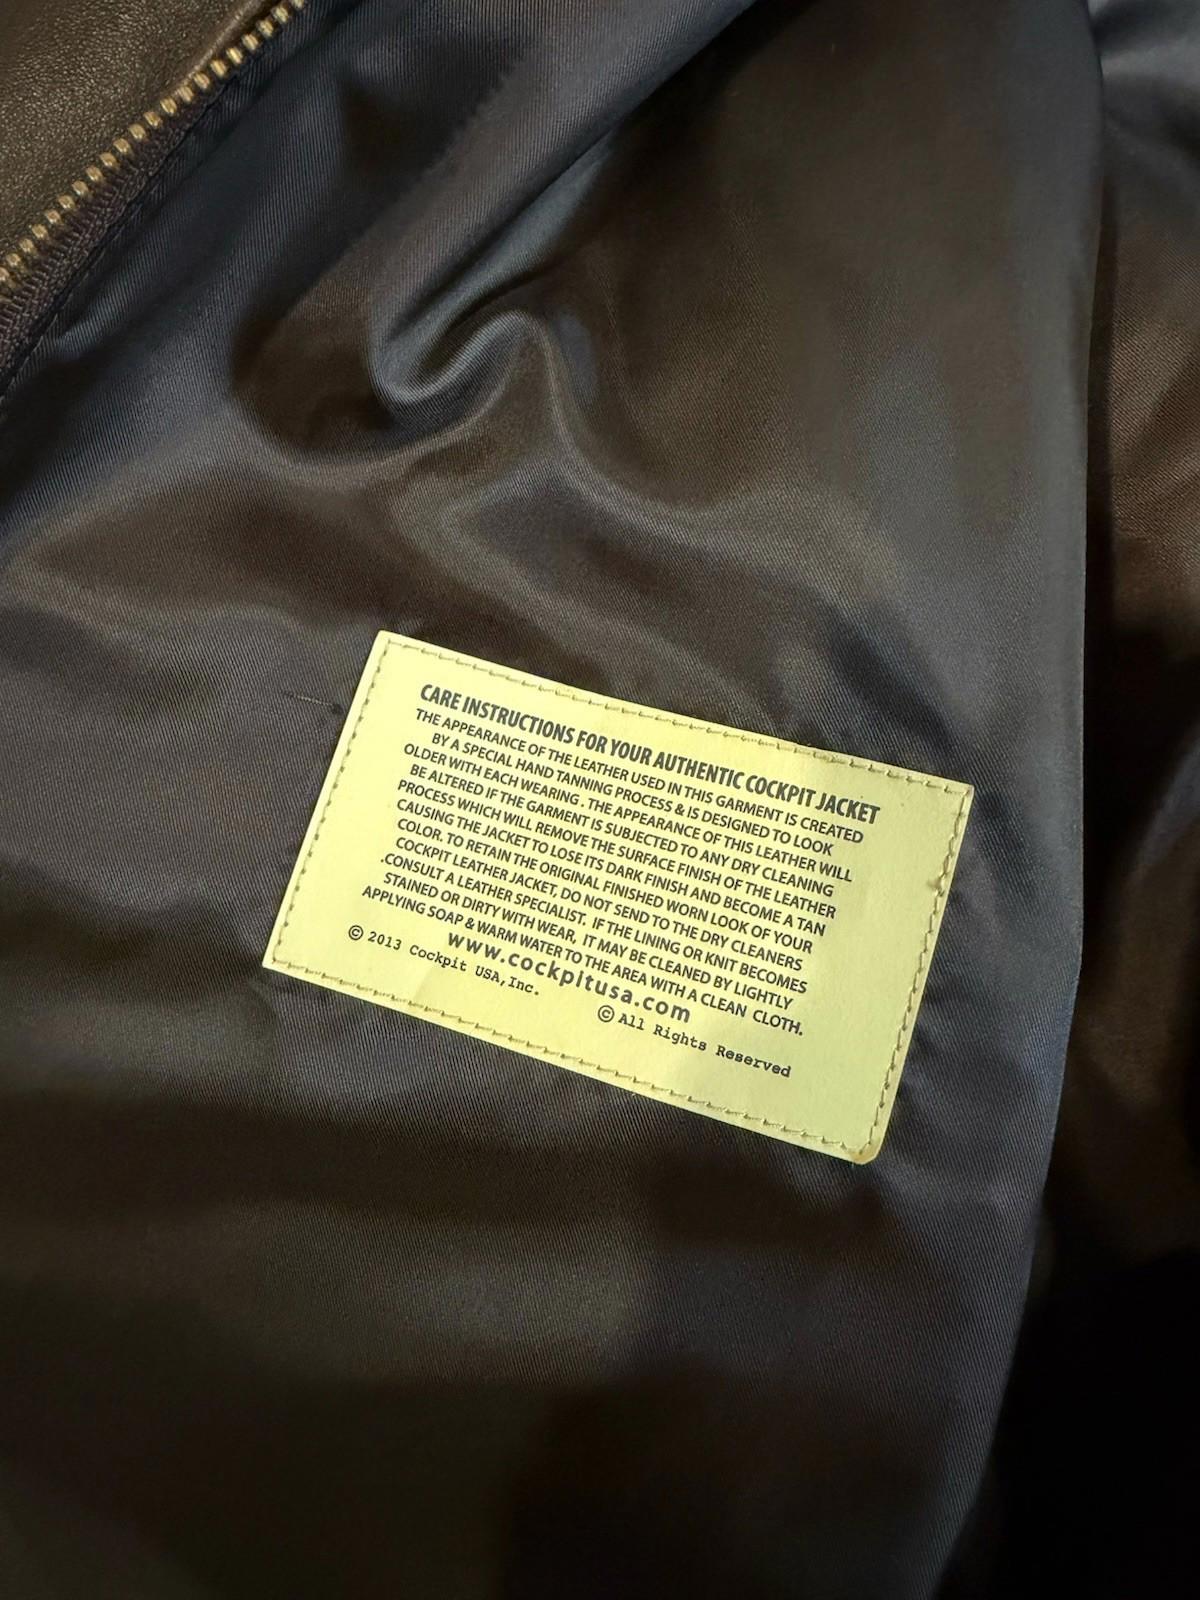 CARE INSTRUCTIONS FOR YOUR AUTHENTIC COCKPIT JACKET
THE APPEARANCE OF THE LEATHER USED IN THIS GARMENT IS CREATED
BY A SPECIAL HAND TANNING PROCESS & IS DESIGNED TO LOOK
OLDER WITH EACH WEARING . THE APPEARANCE OF THIS LEATHER WILL
BE ALTERED IF THE GARMENT IS SUBJECTED TO ANY DRY CLEANING
PROCESS WHICH WILL REMOVE THE SURFACE FINISH OF THE LEATHER
CAUSING THE JACKET TO LOSE ITS DARK FINISH AND BECOME A TAN
COLOR. TO RETAIN THE ORIGINAL FINISHED WORN LOOK OF YOUR
COCKPIT LEATHER JACKET, DO NOT SEND TO THE DRY CLEANERS
.CONSULT A LEATHER SPECIALIST. IF THE LINING OR KNIT BECOMES
STAINED OR DIRTY WITH WEAR, IT MAY BE CLEANED BY LIGHTLY
APPLYING SOAP & WARM WATER TO THE AREA WITH A CLEAN CLOTH.
www.cockpitusa.com
© 2013 Cockpit USA,Inc.
© All Rights Reserved